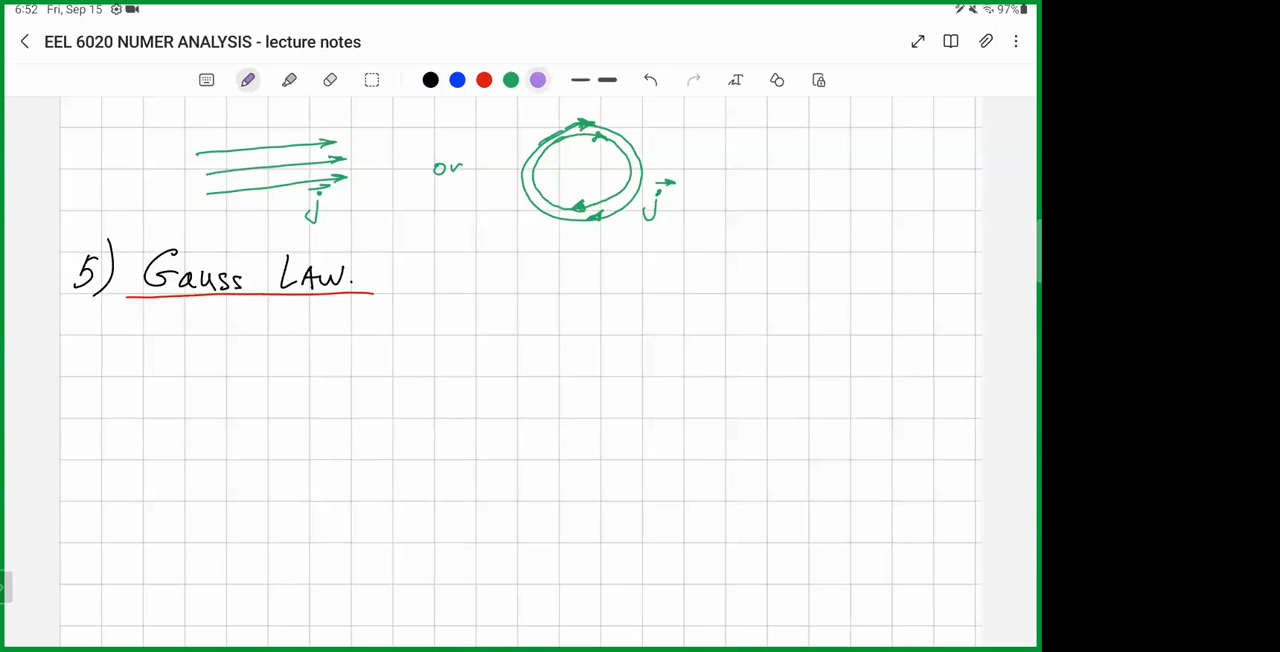 6:52 Fri, Sep 15 97%
EEL 6020 NUMER ANALYSIS - lecture notes
or
j
j
5) Gauss LAW.